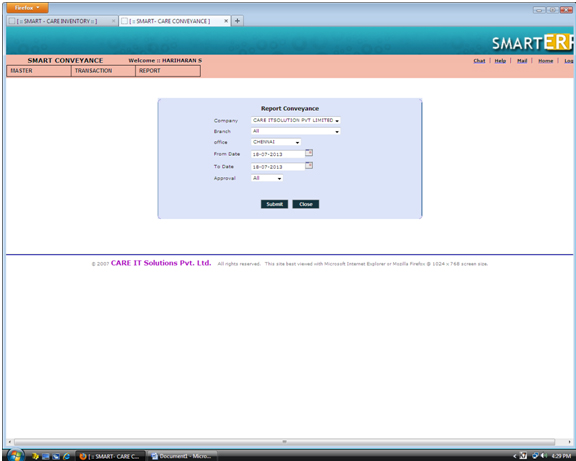 Firefox
[ :: SMART - CARE INVENTORY :: ]
[ :: SMART- CARE CONVEYANCE ]
SMARTERP
SMART CONVEYANCE Welcome :: HARIHARAN S
Chat | Help | Mail | Home | Log
MASTER TRANSACTION REPORT
Report Conveyance
Company CARE ITSOLUTION PVT LIMITED
Branch All
office CHENNAI
From Date 18-07-2013
To Date 18-07-2013
Approval All
Submit Close
© 2007 CARE IT Solutions Pvt. Ltd. All rights reserved. This site best viewed with Microsoft Internet Explorer or Mozilla Firefox @ 1024 x 768 screen size.
[ :: SMART- CARE C... Document1 - Micro... 4:29 PM